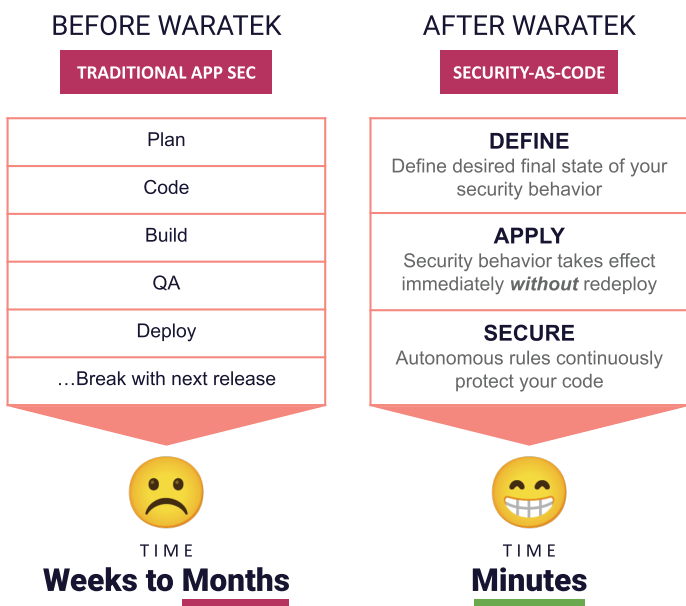 BEFORE WARATEK
TRADITIONAL APP SEC
Plan
Code
Build
QA
Deploy
…Break with next release
TIME
Weeks to Months
AFTER WARATEK
SECURITY-AS-CODE
DEFINE
Define desired final state of your
security behavior
APPLY
Security behavior takes effect
immediately without redeploy
SECURE
Autonomous rules continuously
protect your code
TIME
Minutes